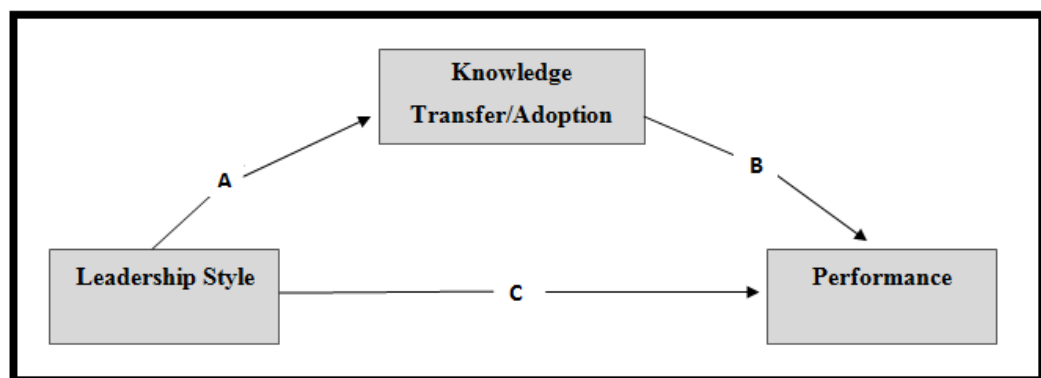 Knowledge
Transfer/Adoption
A
B
Leadership Style
C
Performance